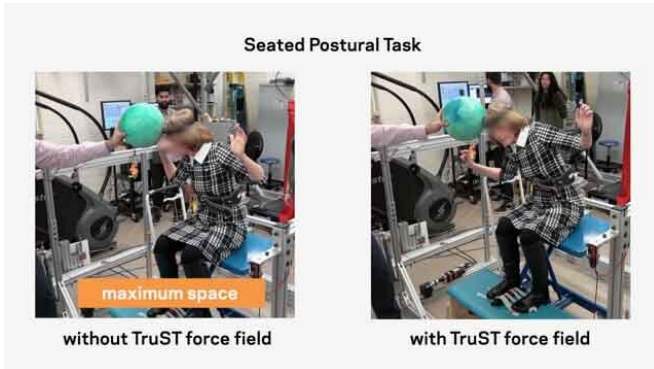 Seated Postural Task
maximum space
without TruST force field
with TruST force field